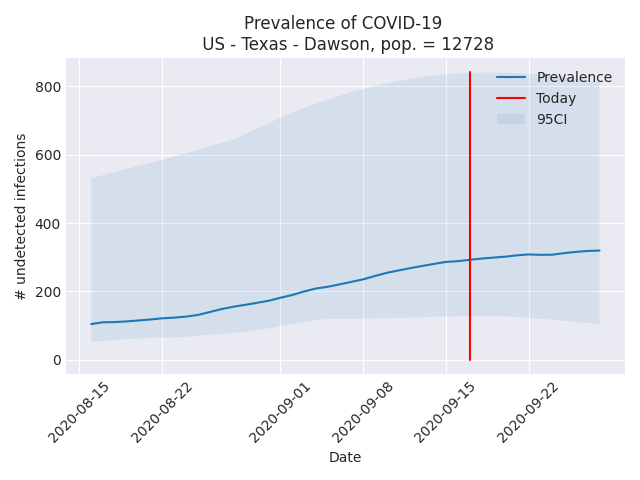 Prevalence of COVID-19
US - Texas - Dawson, pop. = 12728
# undetected infections
800
600
400
200
0
Prevalence
Today
95CI
2020-08-15
2020-08-22
2020-09-01
2020-09-08
2020-09-15
2020-09-22
Date